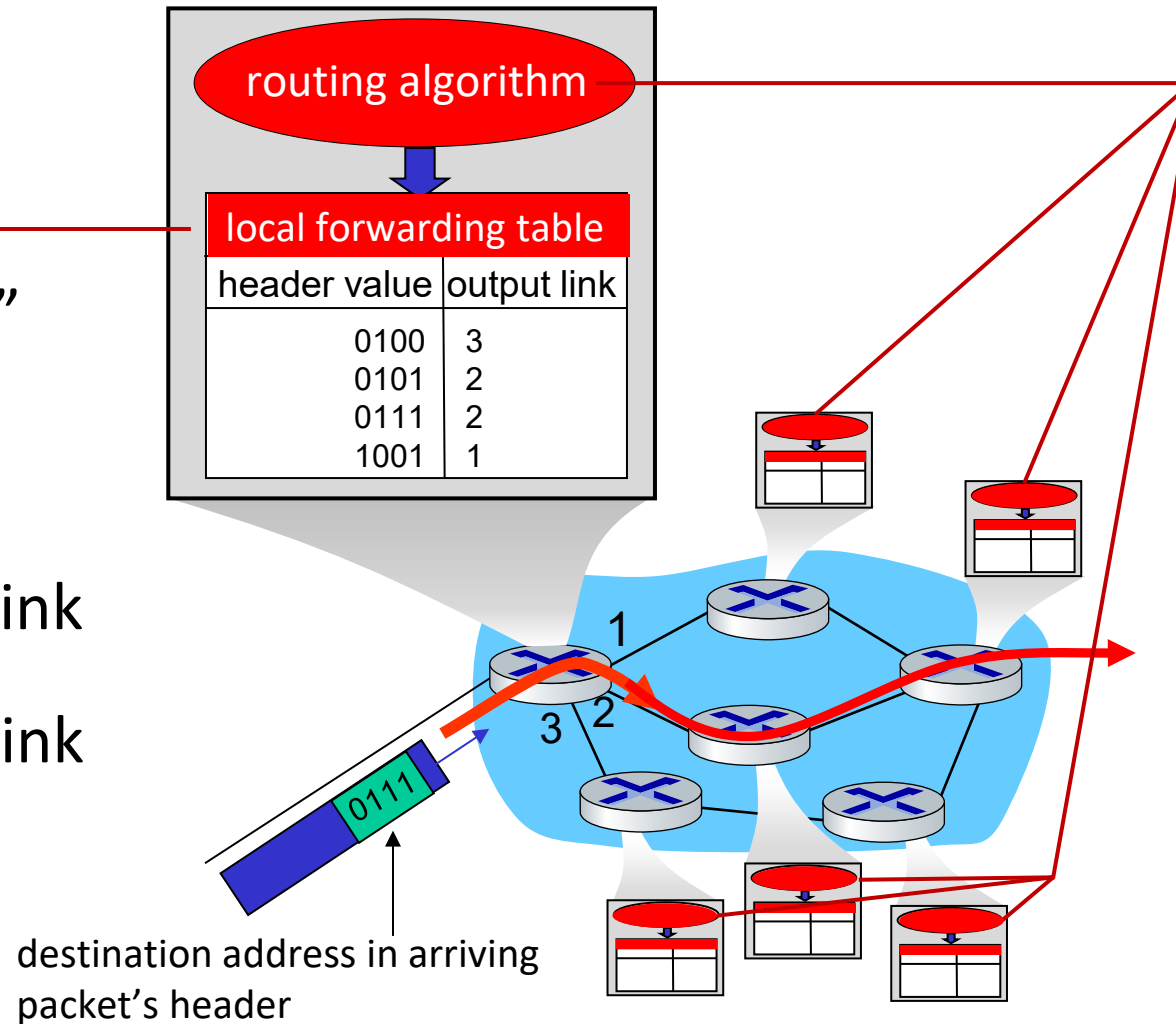 routing algorithm
local forwarding table
header value output link
”
0100 3
0101 2
0111 2
1001 1
ink
ink
1
2
3
0111
destination address in arriving
packet’s header